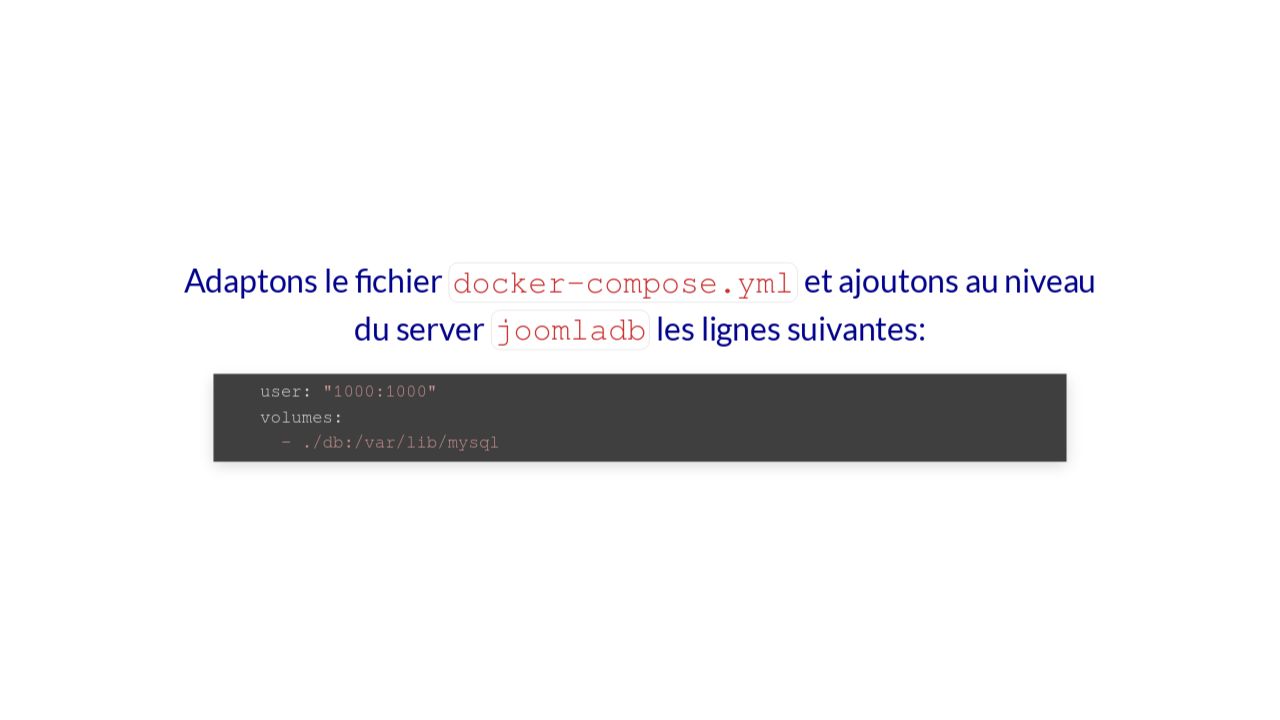 Adaptons le fichier docker-compose.yml et ajoutons au niveau
du server joomladb les lignes suivantes:
user: "1000:1000"
volumes:
  - ./db:/var/lib/mysql